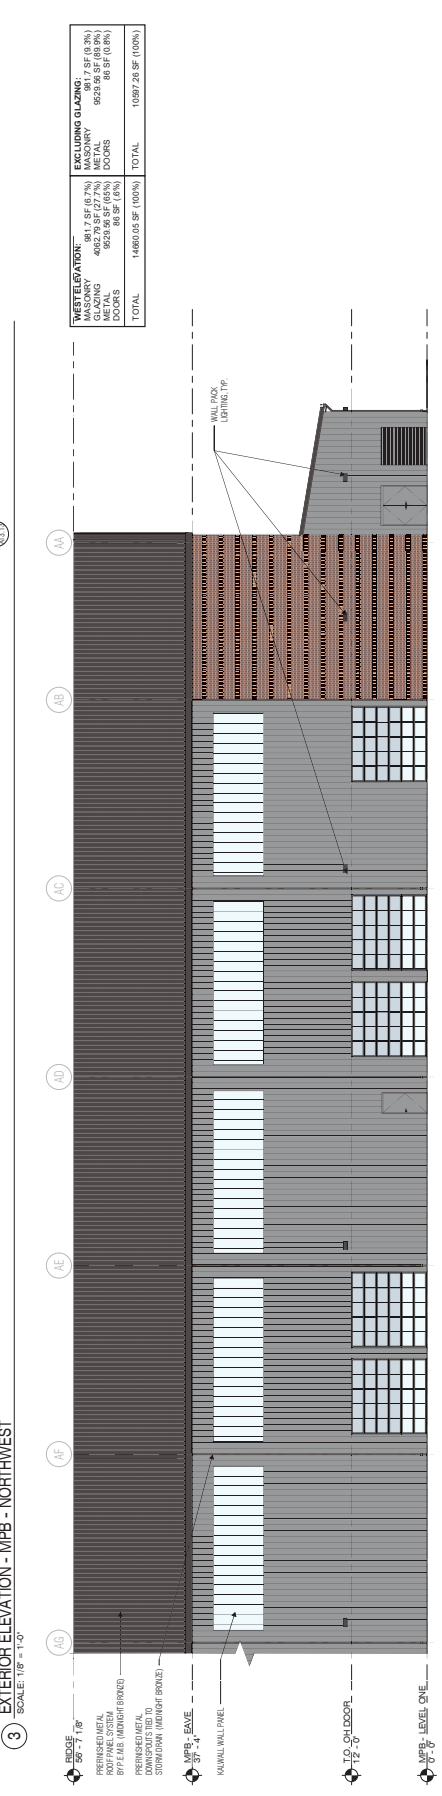 3
EXTERIOR ELEVATION - MPB - NORTHWEST
SCALE: 1/8" = 1'-0"
RIDGE
56' - 7 1/8"
PREFINISHED METAL
ROOF PANEL SYSTEM
BY P.E.M.B. (MIDNIGHT BRONZE)
PREFINISHED METAL
DOWNSPOUTS TIED TO
STORM DRAIN (MIDNIGHT BRONZE)
MPB - EAVE
37' - 4"
KALWALL WALL PANEL
T.O. OH DOOR
12' - 0"
MPB - LEVEL ONE
0' - 0"
AG
AF
AE
AD
AC
AB
AA
WALL PACK
LIGHTING, TYP.
WEST ELEVATION:
MASONRY 981.7 SF (6.7%)
GLAZING 4062.79 SF (27.7%)
METAL 9529.56 SF (65%)
DOORS 86 SF (.6%)
TOTAL 14660.05 SF (100%)
EXCLUDING GLAZING:
MASONRY 981.7 SF (9.3%)
METAL 9529.56 SF (89.9%)
DOORS 86 SF (0.8%)
TOTAL 10597.26 SF (100%)